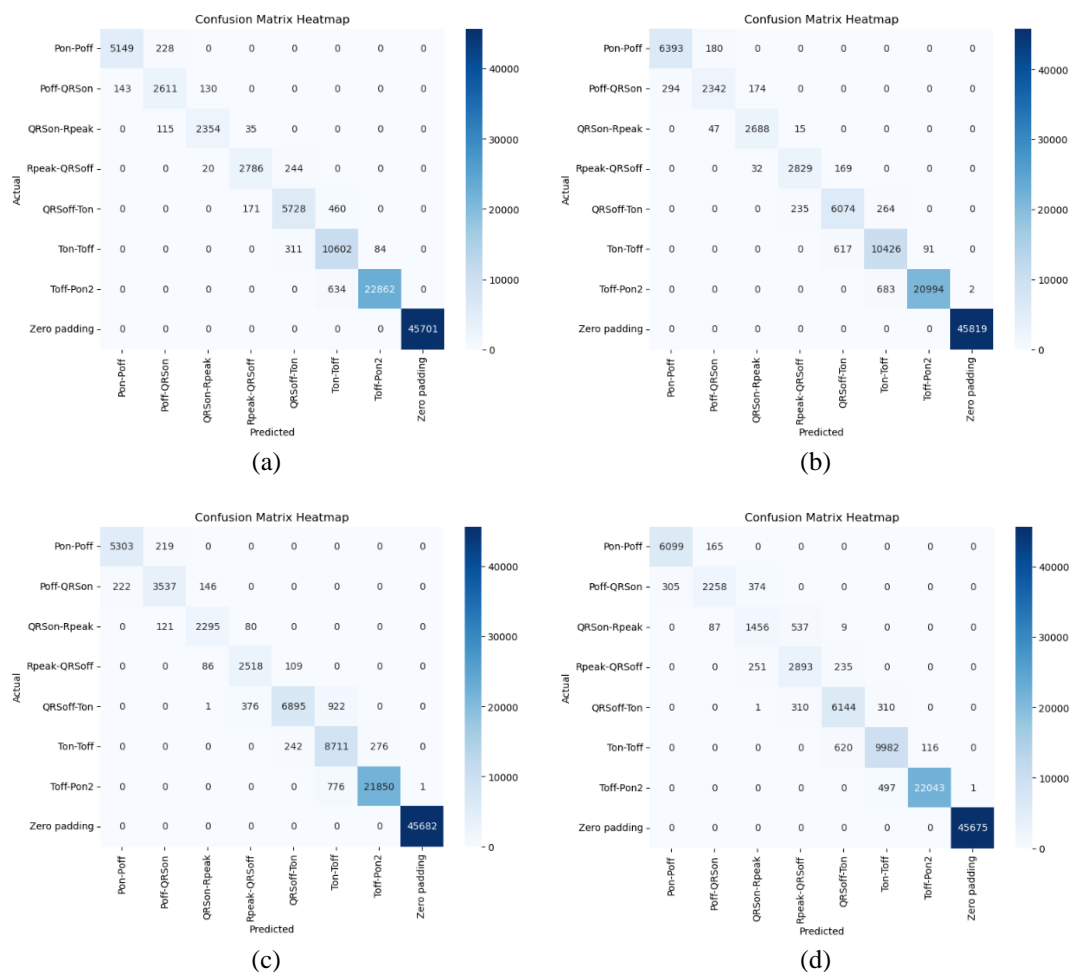 Confusion Matrix Heatmap
Pon-Poff 5149 228 0 0 0 0 0 0
Poff-QRSon 143 2611 130 0 0 0 0 0
QRSon-Rpeak 0 115 2354 35 0 0 0 0
Rpeak-QRSoff 0 0 20 2786 244 0 0 0
QRSoff-Ton 0 0 0 171 5728 460 0 0
Ton-Toff 0 0 0 0 311 10602 84 0
Toff-Pon2 0 0 0 0 0 634 22862 0
Zero padding 0 0 0 0 0 0 0 45701
Actual
Pon-Poff
Poff-QRSon
QRSon-Rpeak
Rpeak-QRSoff
QRSoff-Ton
Ton-Toff
Toff-Pon2
Zero padding
Predicted
40000
30000
20000
10000
0
(a)
Confusion Matrix Heatmap
Pon-Poff 6393 180 0 0 0 0 0 0
Poff-QRSon 294 2342 174 0 0 0 0 0
QRSon-Rpeak 0 47 2688 15 0 0 0 0
Rpeak-QRSoff 0 0 32 2829 169 0 0 0
QRSoff-Ton 0 0 0 235 6074 264 0 0
Ton-Toff 0 0 0 0 617 10426 91 0
Toff-Pon2 0 0 0 0 0 683 20994 2
Zero padding 0 0 0 0 0 0 0 45819
Actual
Pon-Poff
Poff-QRSon
QRSon-Rpeak
Rpeak-QRSoff
QRSoff-Ton
Ton-Toff
Toff-Pon2
Zero padding
Predicted
40000
30000
20000
10000
0
(b)
Confusion Matrix Heatmap
Pon-Poff 5303 219 0 0 0 0 0 0
Poff-QRSon 222 3537 146 0 0 0 0 0
QRSon-Rpeak 0 121 2295 80 0 0 0 0
Rpeak-QRSoff 0 0 86 2518 109 0 0 0
QRSoff-Ton 0 0 1 376 6895 922 0 0
Ton-Toff 0 0 0 0 242 8711 276 0
Toff-Pon2 0 0 0 0 0 776 21850 1
Zero padding 0 0 0 0 0 0 0 45682
Actual
Pon-Poff
Poff-QRSon
QRSon-Rpeak
Rpeak-QRSoff
QRSoff-Ton
Ton-Toff
Toff-Pon2
Zero padding
Predicted
40000
30000
20000
10000
0
(c)
Confusion Matrix Heatmap
Pon-Poff 6099 165 0 0 0 0 0 0
Poff-QRSon 305 2258 374 0 0 0 0 0
QRSon-Rpeak 0 87 1456 537 9 0 0 0
Rpeak-QRSoff 0 0 251 2893 235 0 0 0
QRSoff-Ton 0 0 1 310 6144 310 0 0
Ton-Toff 0 0 0 0 620 9982 116 0
Toff-Pon2 0 0 0 0 0 497 22043 1
Zero padding 0 0 0 0 0 0 0 45675
Actual
Pon-Poff
Poff-QRSon
QRSon-Rpeak
Rpeak-QRSoff
QRSoff-Ton
Ton-Toff
Toff-Pon2
Zero padding
Predicted
40000
30000
20000
10000
0
(d)